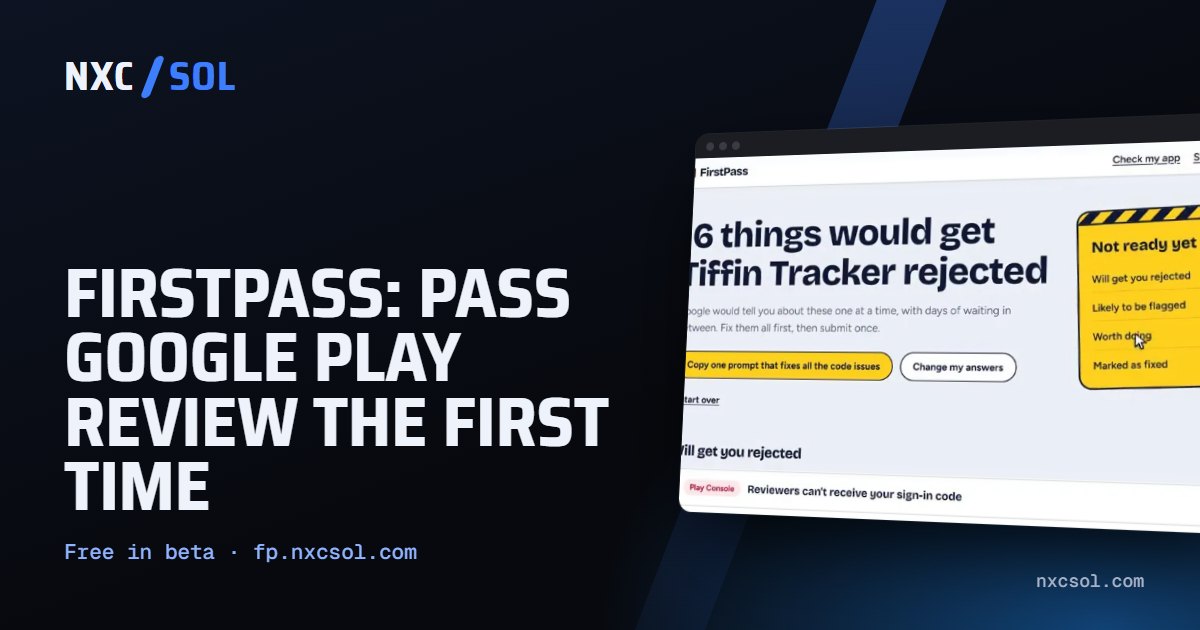 NXC/SOL
FirstPass
Check my app
6 things would get
Tiffin Tracker rejected
Google would tell you about these one at a time, with days of waiting in
between. Fix them all first, then submit once.
Copy one prompt that fixes all the code issues
Change my answers
Start over
Will get you rejected
Play Console
Reviewers can't receive your sign-in code
Not ready yet
Will get you rejected
Likely to be flagged
Worth doing
Marked as fixed
FIRSTPASS: PASS
GOOGLE PLAY
REVIEW THE FIRST
TIME
Free in beta · fp.nxcsol.com
nxcsol.com